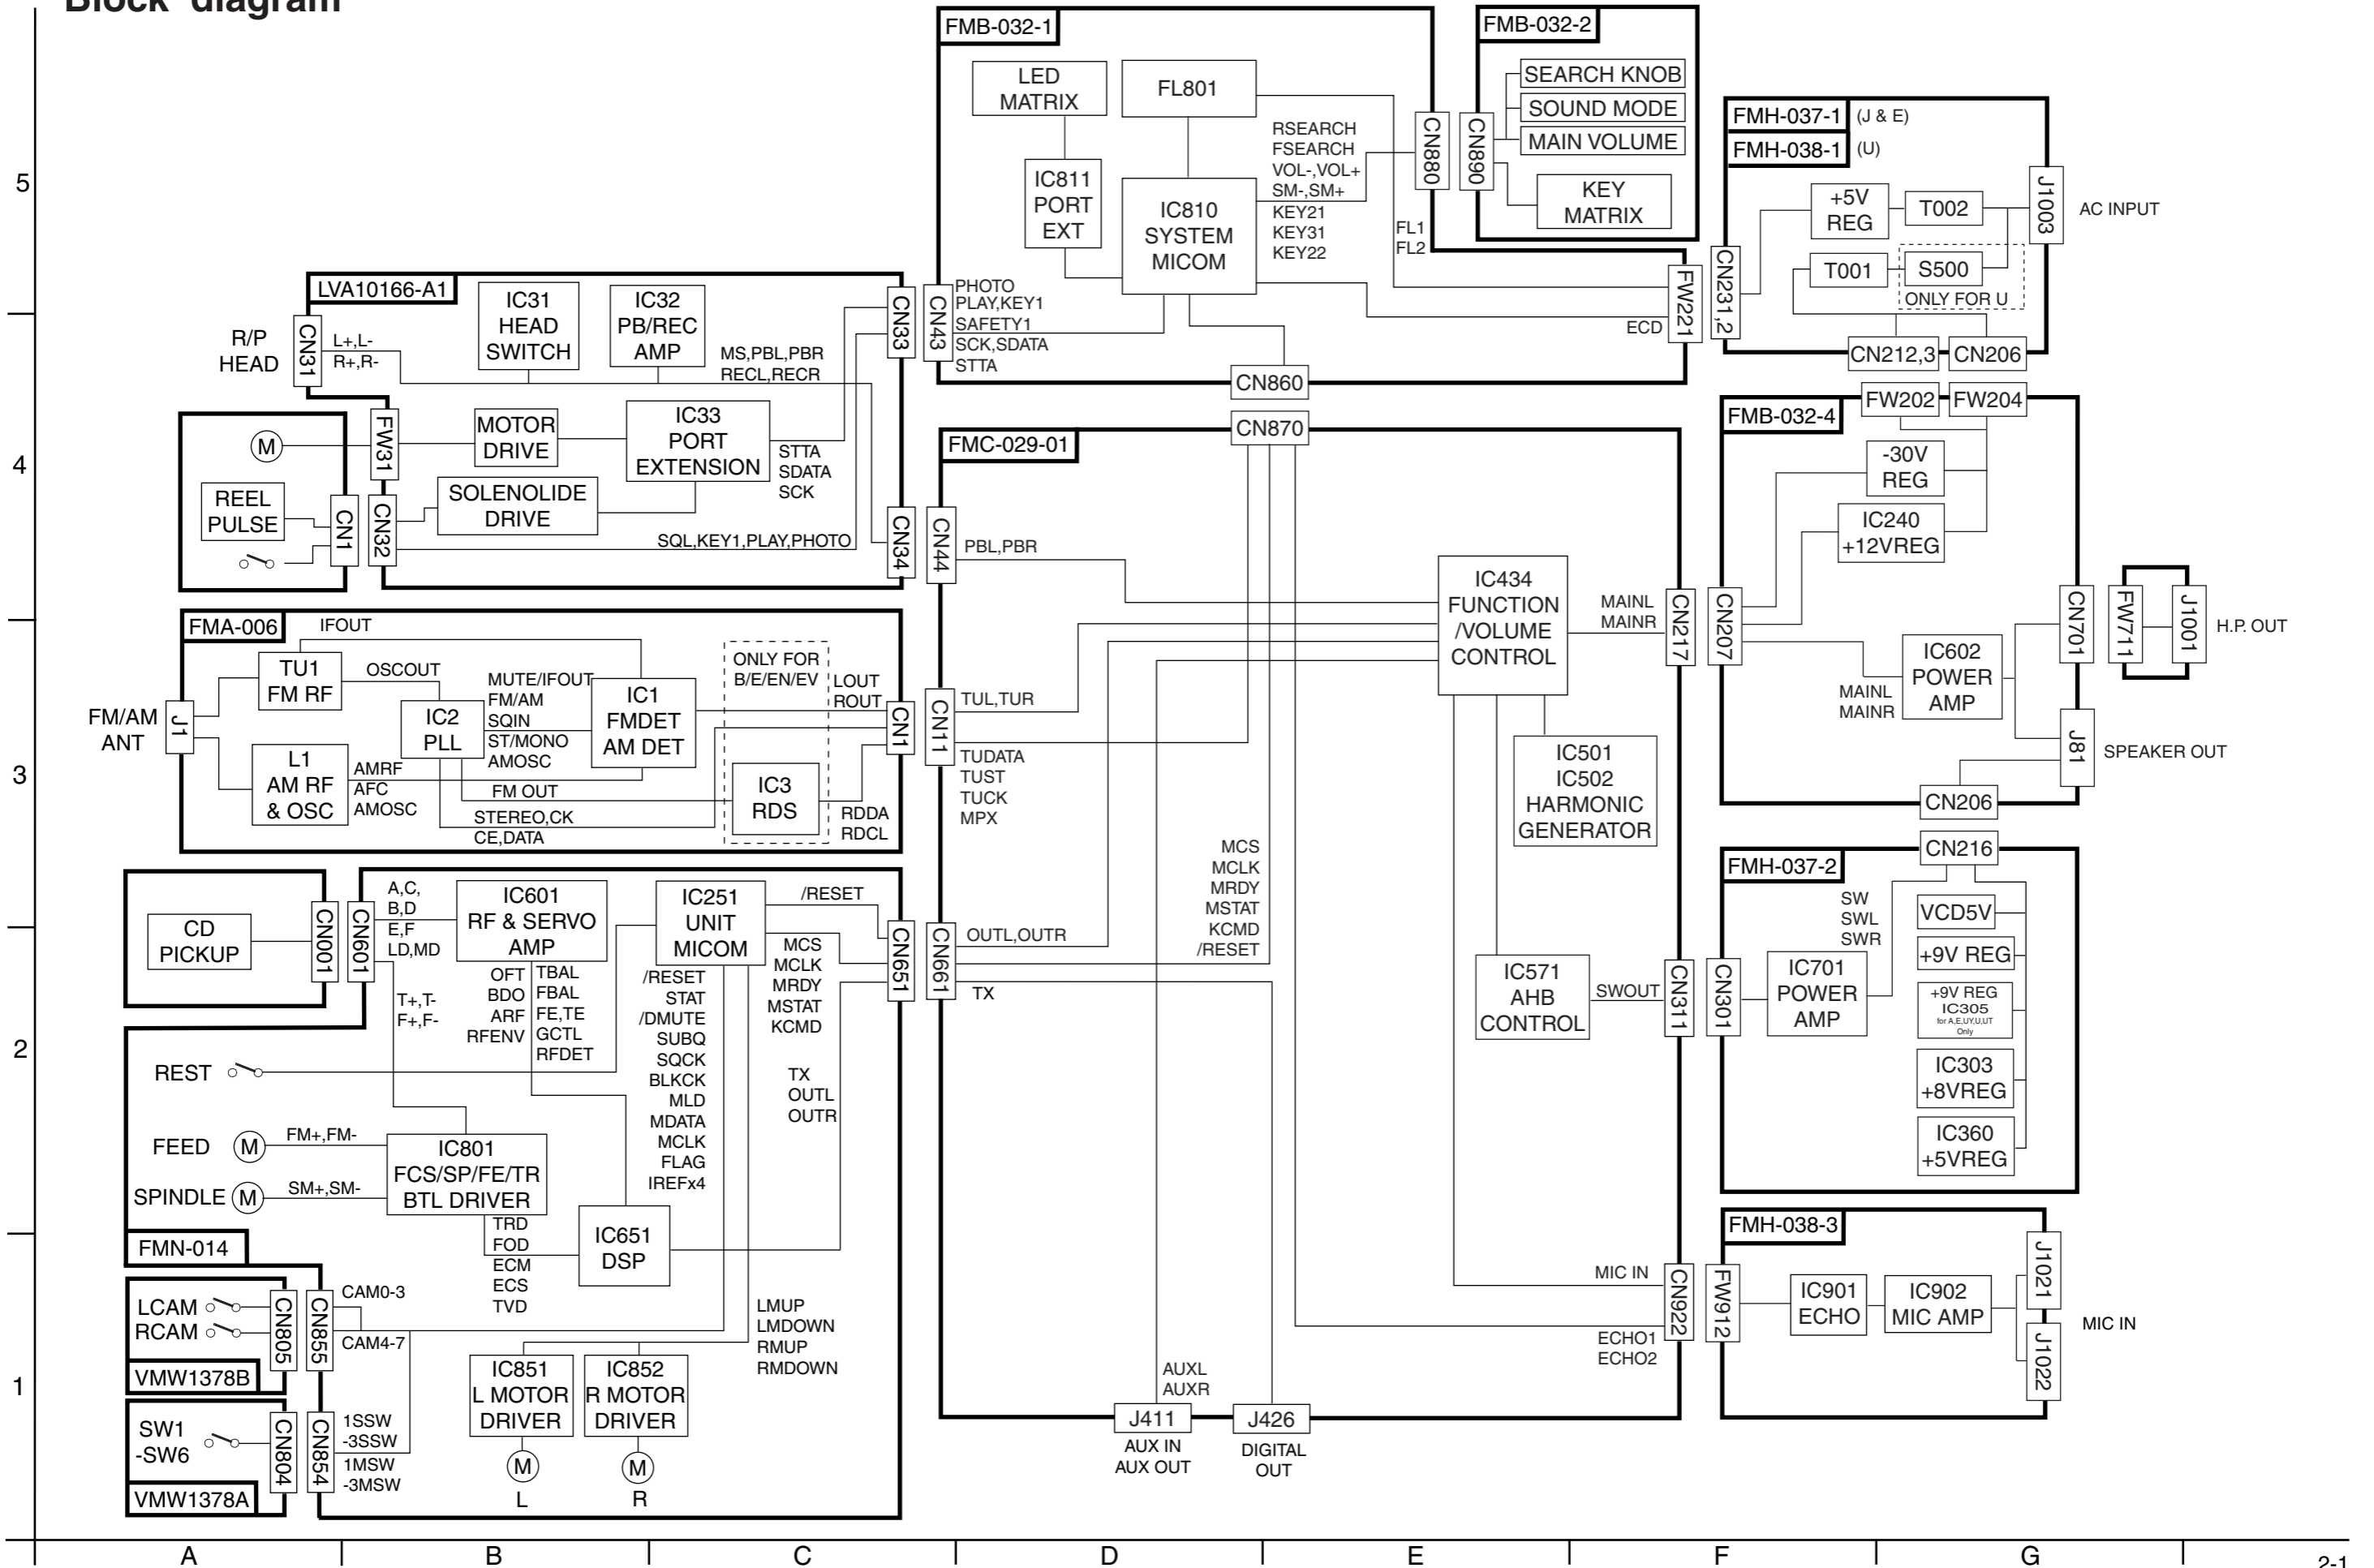 Block diagram
5
4
3
2
1
LVA10166-A1
IC31
HEAD
SWITCH
IC32
PB/REC
AMP
R/P
HEAD
CN31
L+,L-
R+,R-
MS,PBL,PBR
RECL,RECR
CN33
M
FW31
MOTOR
DRIVE
IC33
PORT
EXTENSION
STTA
SDATA
SCK
REEL
PULSE
CN1
CN32
SOLENOLIDE
DRIVE
SQL,KEY1,PLAY,PHOTO
CN34
FMA-006
IFOUT
TU1
FM RF
OSCOUT
FM/AM
ANT
J1
IC2
PLL
MUTE/IFOUT
FM/AM
SQIN
ST/MONO
AMOSC
IC1
FMDET
AM DET
ONLY FOR
B/E/EN/EV
LOUT
ROUT
CN1
L1
AM RF
& OSC
AMRF
AFC
AMOSC
FM OUT
STEREO,CK
CE,DATA
IC3
RDS
RDDA
RDCL
CD
PICKUP
CN001
CN601
A,C,
B,D
E,F
LD,MD
IC601
RF & SERVO
AMP
IC251
UNIT
MICOM
/RESET
CN651
T+,T-
F+,F-
OFT
BDO
ARF
RFENV
TBAL
FBAL
FE,TE
GCTL
RFDET
/RESET
STAT
/DMUTE
SUBQ
SQCK
BLKCK
MLD
MDATA
MCLK
FLAG
IREFx4
MCS
MCLK
MRDY
MSTAT
KCMD
TX
OUTL
OUTR
REST
FEED
M
FM+,FM-
SPINDLE
M
SM+,SM-
IC801
FCS/SP/FE/TR
BTL DRIVER
TRD
FOD
ECM
ECS
TVD
IC651
DSP
FMN-014
LCAM
RCAM
CN805
CN855
CAM0-3
CAM4-7
VMW1378B
SW1
-SW6
CN804
CN854
1SSW
-3SSW
1MSW
-3MSW
VMW1378A
LMUP
LMDOWN
RMUP
RMDOWN
IC851
L MOTOR
DRIVER
IC852
R MOTOR
DRIVER
M
L
M
R
FMB-032-1
LED
MATRIX
FL801
IC811
PORT
EXT
IC810
SYSTEM
MICOM
RSEARCH
FSEARCH
VOL-,VOL+
SM-,SM+
KEY21
KEY31
KEY22
FL1
FL2
CN880
CN43
PHOTO
PLAY,KEY1
SAFETY1
SCK,SDATA
STTA
ECD
FW221
CN860
FMB-032-2
SEARCH KNOB
SOUND MODE
MAIN VOLUME
CN890
KEY
MATRIX
FMH-037-1
(J & E)
FMH-038-1
(U)
+5V
REG
T002
J1003
AC INPUT
T001
S500
ONLY FOR U
CN231,2
CN212,3
CN206
CN870
FMC-029-01
CN44
PBL,PBR
IC434
FUNCTION
/VOLUME
CONTROL
MAINL
MAINR
CN217
CN11
TUL,TUR
TUDATA
TUST
TUCK
MPX
IC501
IC502
HARMONIC
GENERATOR
MCS
MCLK
MRDY
MSTAT
KCMD
/RESET
CN661
OUTL,OUTR
TX
IC571
AHB
CONTROL
SWOUT
CN311
MIC IN
CN922
ECHO1
ECHO2
AUXL
AUXR
J411
J426
AUX IN
AUX OUT
DIGITAL
OUT
FMB-032-4
FW202
FW204
-30V
REG
IC240
+12VREG
CN207
IC602
POWER
AMP
MAINL
MAINR
CN701
FW711
J1001
H.P. OUT
J81
SPEAKER OUT
CN206
CN216
FMH-037-2
SW
SWL
SWR
VCD5V
+9V REG
+9V REG
IC305
for A,E,UY,U,UT
Only
CN301
IC701
POWER
AMP
IC303
+8VREG
IC360
+5VREG
FMH-038-3
FW912
IC901
ECHO
IC902
MIC AMP
J1021
J1022
MIC IN
A
B
C
D
E
F
G
2-1